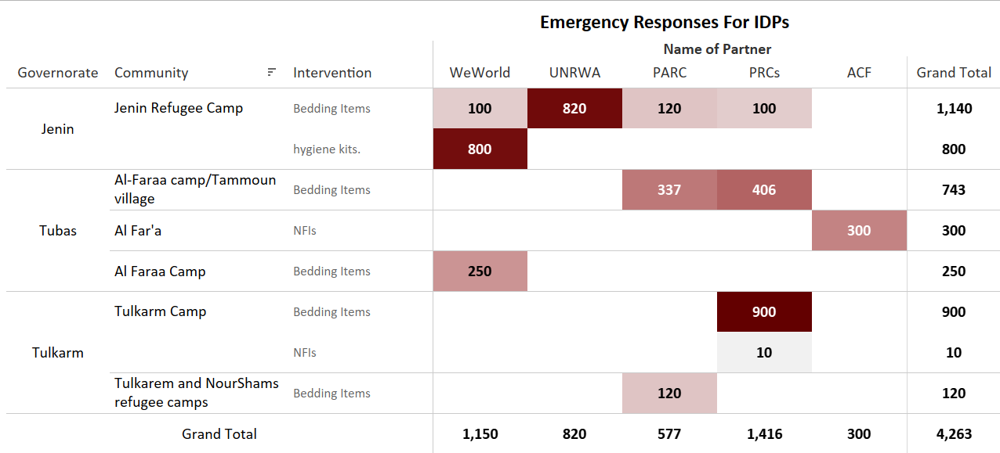 Emergency Responses For IDPs
Name of Partner
Governorate Community Intervention WeWorld UNRWA PARC PRCs ACF Grand Total
Jenin Jenin Refugee Camp Bedding Items 100 820 120 100 1,140
hygiene kits. 800 800
Tubas Al-Faraa camp/Tammoun
village Bedding Items 337 406 743
Al Far'a NFIs 300 300
Al Faraa Camp Bedding Items 250 250
Tulkarm Tulkarm Camp Bedding Items 900 900
NFIs 10 10
Tulkarem and NourShams
refugee camps Bedding Items 120 120
Grand Total 1,150 820 577 1,416 300 4,263